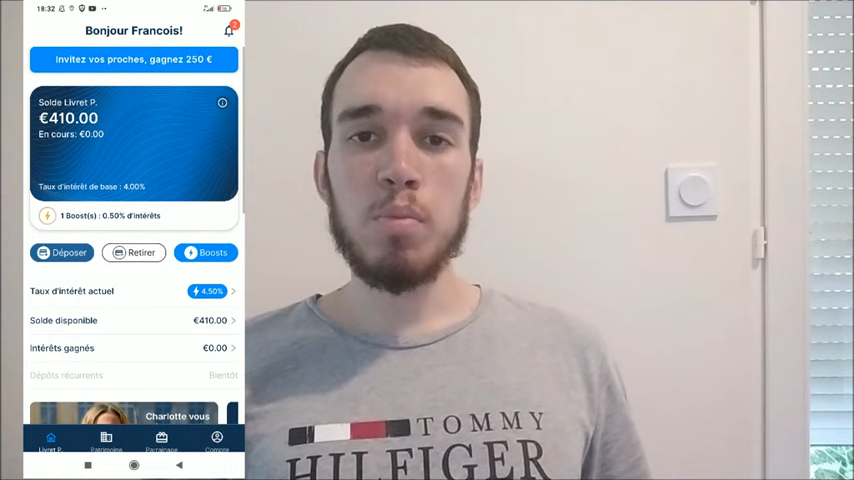 18:32
Bonjour Francois!
2
Invitez vos proches, gagnez 250 €
Solde Livret P.
€410.00
En cours: €0.00
Taux d'intérêt de base : 4.00%
1 Boost(s) : 0.50% d'intérêts
Déposer
Retirer
Boosts
Taux d'intérêt actuel
4.50%
Solde disponible
€410.00
Intérêts gagnés
€0.00
Dépôts récurrents
Bientôt
Charlotte vous
Livret P.
Patrimoine
Parrainage
Compte
TOMMY
HILFIGER